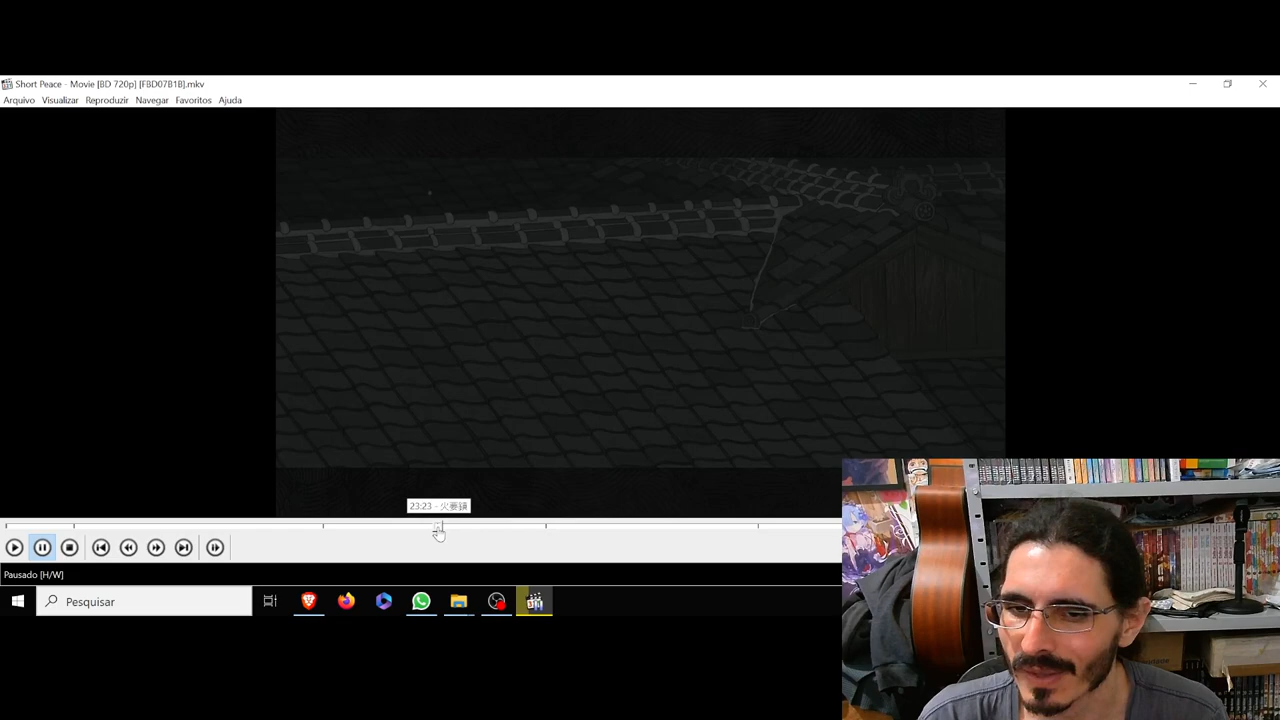 Short Peace - Movie [BD 720p] [FBD07B1B].mkv
Arquivo Visualizar Reproduzir Navegar Favoritos Ajuda
23:23 - 火要鎮
Pausado [H/W]
Pesquisar